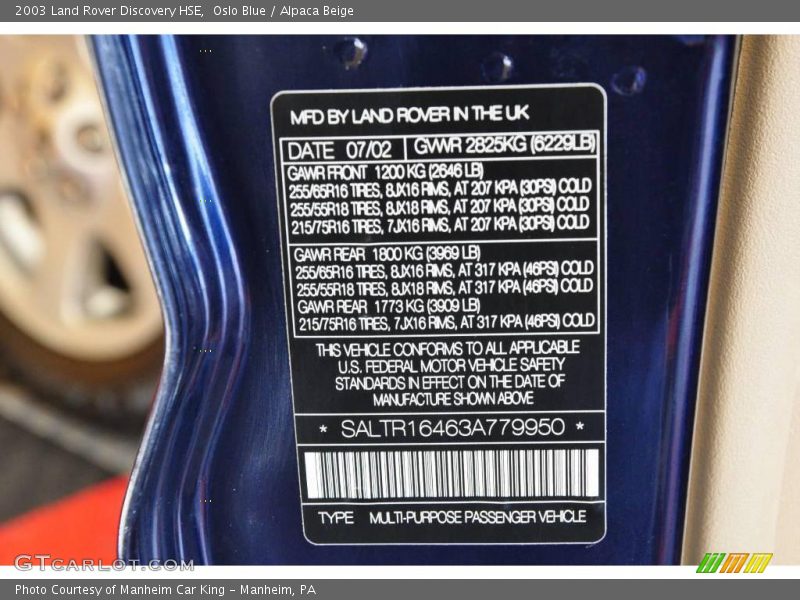 2003 Land Rover Discovery HSE, Oslo Blue / Alpaca Beige
MFD BY LAND ROVER IN THE UK
DATE 07/02 GVWR 2825KG (6229LB)
GAWR FRONT 1200 KG (2646 LB)
255/65R16 TIRES, 8JX16 RIMS, AT 207 KPA (30PSI) COLD
255/55R18 TIRES, 8JX18 RIMS, AT 207 KPA (30PSI) COLD
215/75R16 TIRES, 7JX16 RIMS, AT 207 KPA (30PSI) COLD
GAWR REAR 1800 KG (3969 LB)
255/65R16 TIRES, 8JX16 RIMS, AT 317 KPA (46PSI) COLD
255/55R18 TIRES, 8JX18 RIMS, AT 317 KPA (46PSI) COLD
GAWR REAR 1773 KG (3909 LB)
215/75R16 TIRES, 7JX16 RIMS, AT 317 KPA (46PSI) COLD
THIS VEHICLE CONFORMS TO ALL APPLICABLE
U.S. FEDERAL MOTOR VEHICLE SAFETY
STANDARDS IN EFFECT ON THE DATE OF
MANUFACTURE SHOWN ABOVE
* SALTR16463A779950 *
TYPE MULTI-PURPOSE PASSENGER VEHICLE
GTCarLot.com
Photo Courtesy of Manheim Car King - Manheim, PA